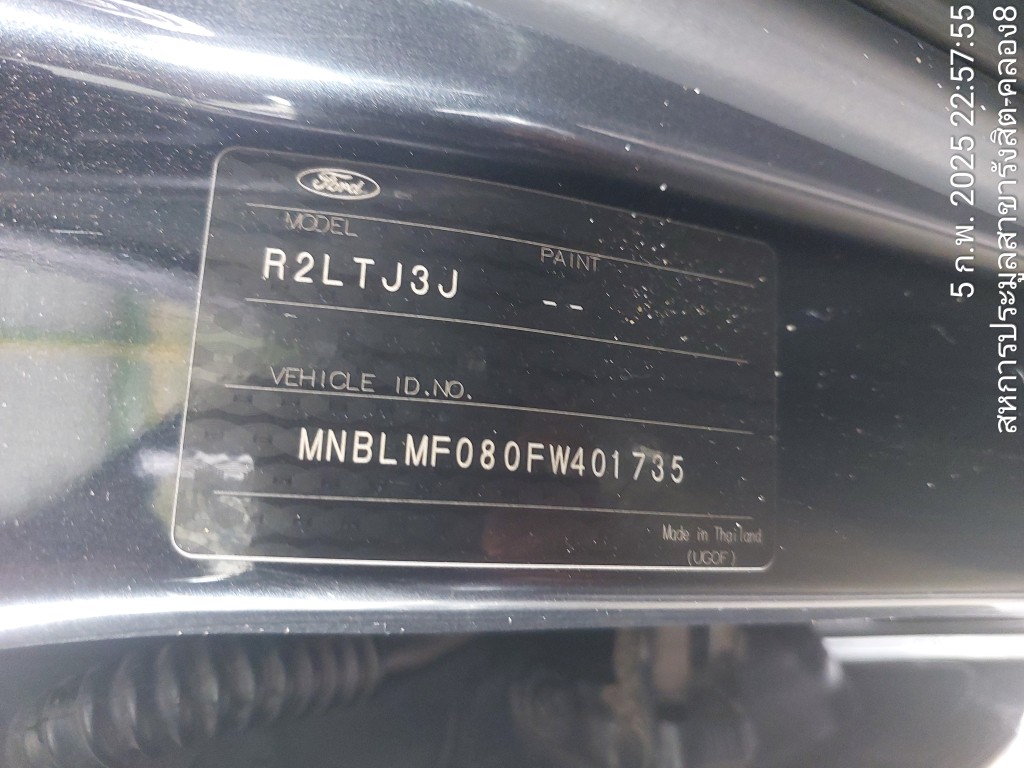 Ford
MODEL
PAINT
R2LTJ3J
--
VEHICLE ID.NO.
MNBLMF080FW401735
Made in Thailand
(UGDF)
5 ก.พ. 2025 22:57:55
สหการประมูลสาขารังสิต-คลอง8